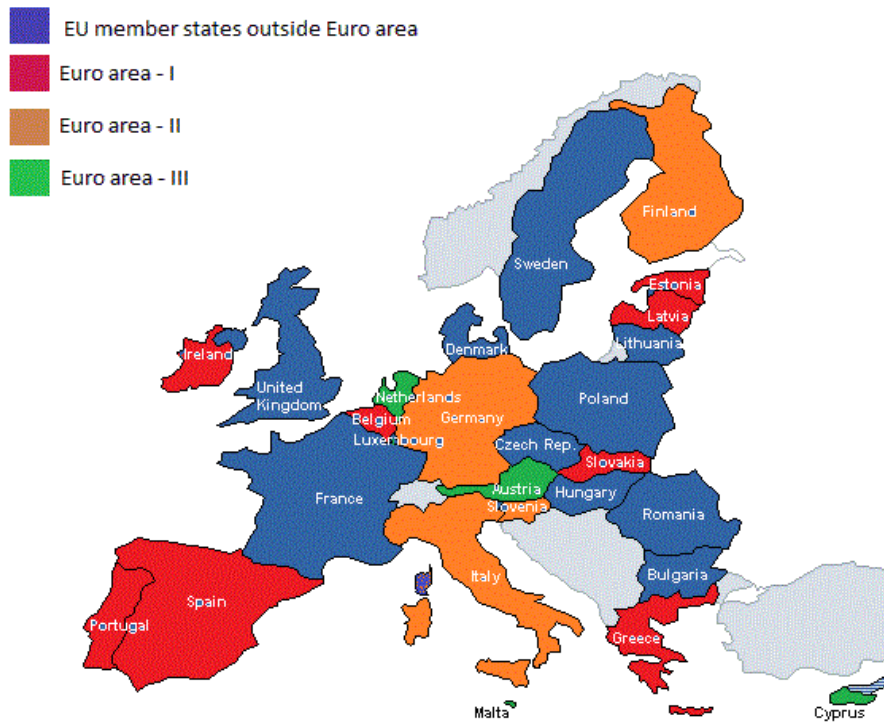 EU member states outside Euro area
Euro area - I
Euro area - II
Euro area - III
Finland
Sweden
Estonia
Latvia
Lithuania
Denmark
Ireland
United
Kingdom
Netherlands
Belgium
Germany
Luxembourg
Poland
Czech Rep.
Slovakia
Austria
Hungary
France
Slovenia
Romania
Bulgaria
Italy
Spain
Portugal
Greece
Malta
Cyprus